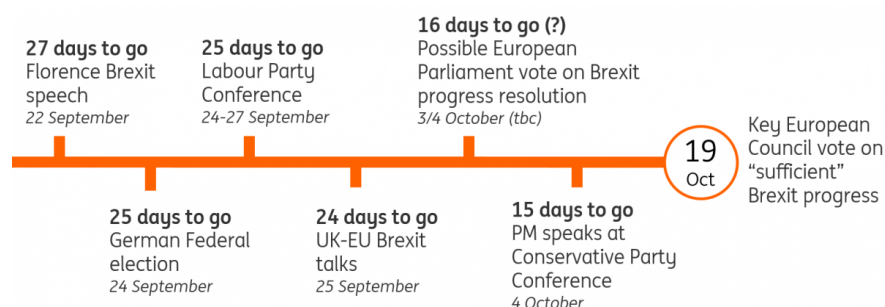 27 days to go
Florence Brexit
speech
22 September
25 days to go
Labour Party
Conference
24-27 September
16 days to go (?)
Possible European
Parliament vote on Brexit
progress resolution
3/4 October (tbc)
25 days to go
German Federal
election
24 September
24 days to go
UK-EU Brexit
talks
25 September
15 days to go
PM speaks at
Conservative Party
Conference
4 October
19
Oct
Key European
Council vote on
“sufficient”
Brexit progress